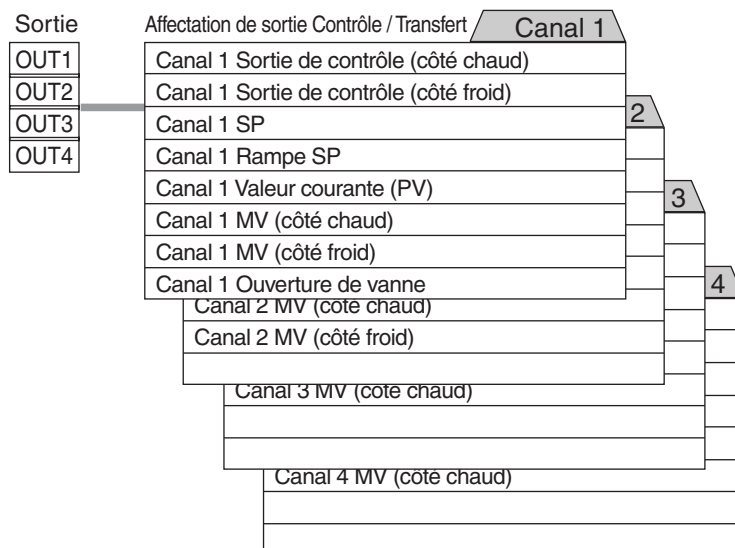 Sortie
Affectation de sortie Contrôle / Transfert
Canal 1
OUT1
OUT2
OUT3
OUT4
Canal 1 Sortie de contrôle (côté chaud)
Canal 1 Sortie de contrôle (côté froid)
Canal 1 SP
Canal 1 Rampe SP
Canal 1 Valeur courante (PV)
Canal 1 MV (côté chaud)
Canal 1 MV (côté froid)
Canal 1 Ouverture de vanne
2
Canal 2 MV (côté chaud)
Canal 2 MV (côté froid)
3
Canal 3 MV (côté chaud)
4
Canal 4 MV (côté chaud)